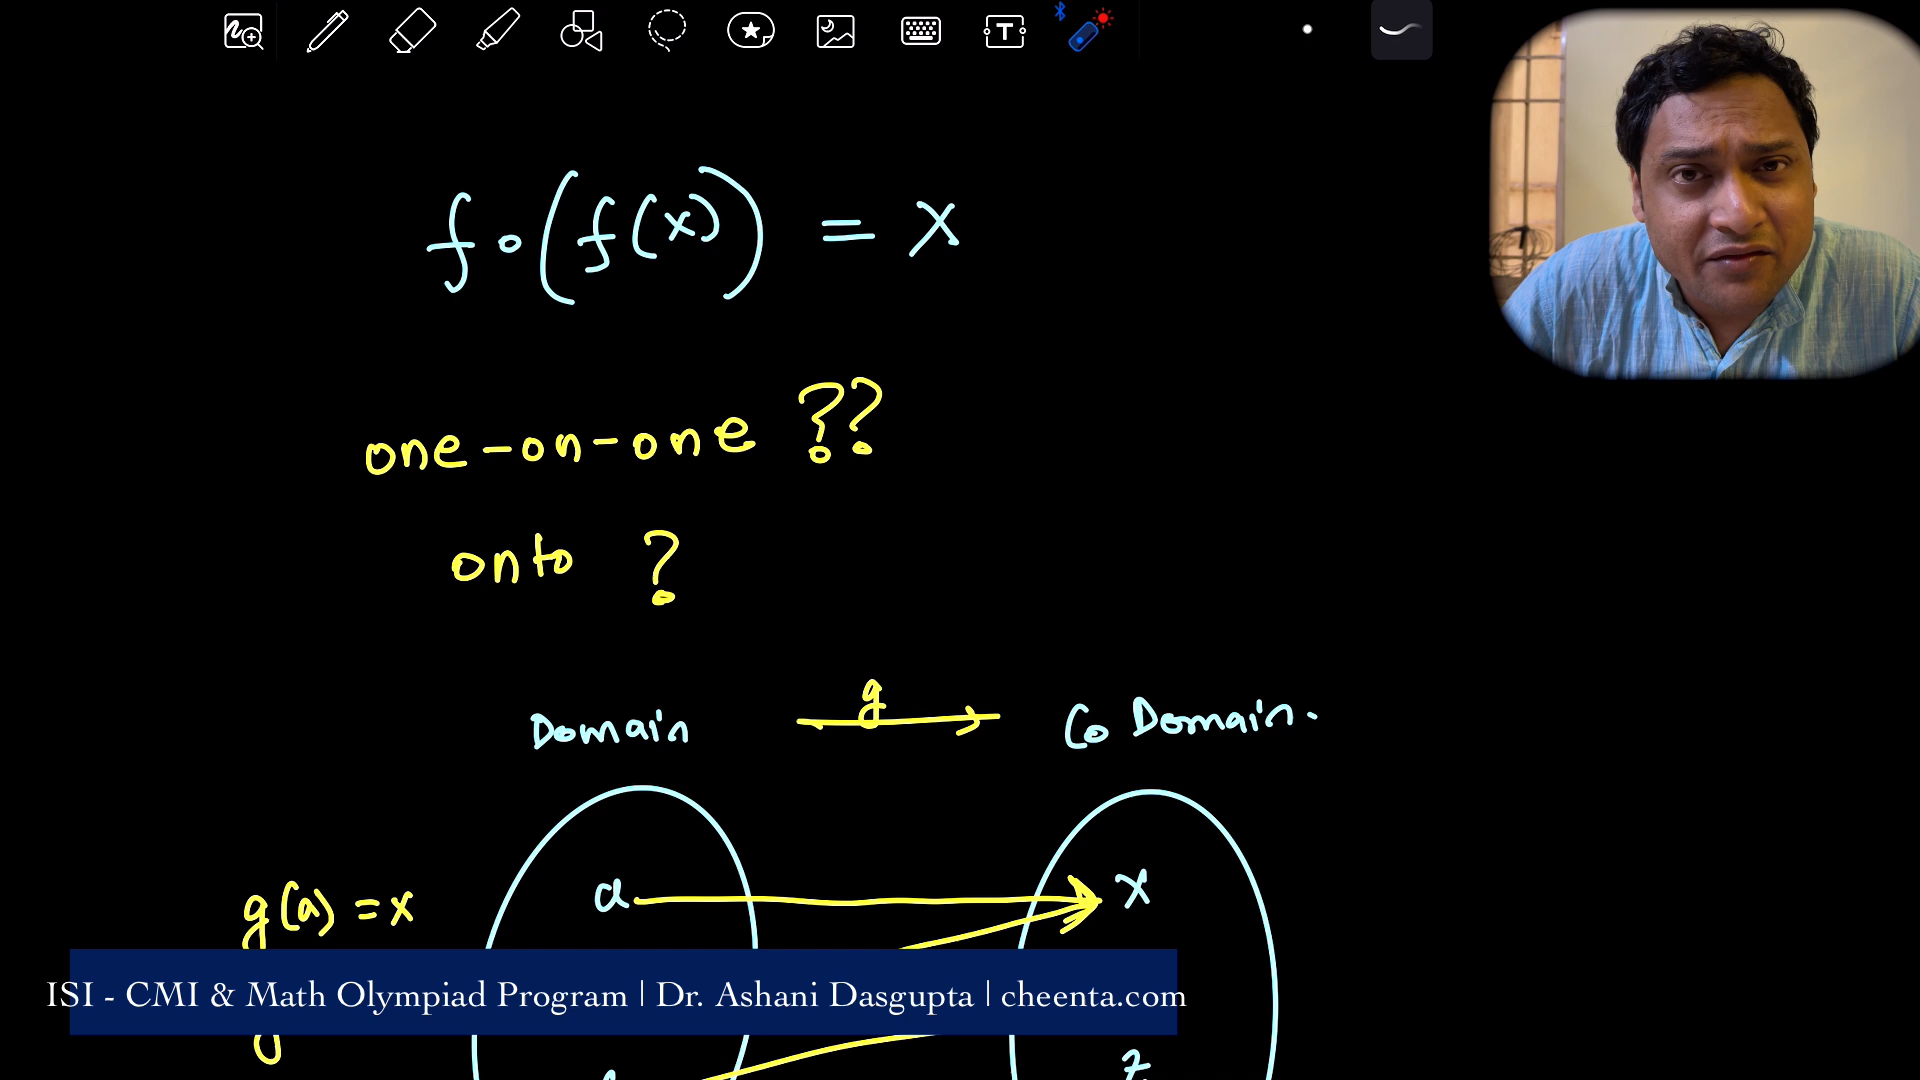 f∘(f(x)) = x
one-on-one ??
onto ?
Domain g Co Domain.
a x
g(a) = x
ISI - CMI & Math Olympiad Program | Dr. Ashani Dasgupta | cheenta.com
z